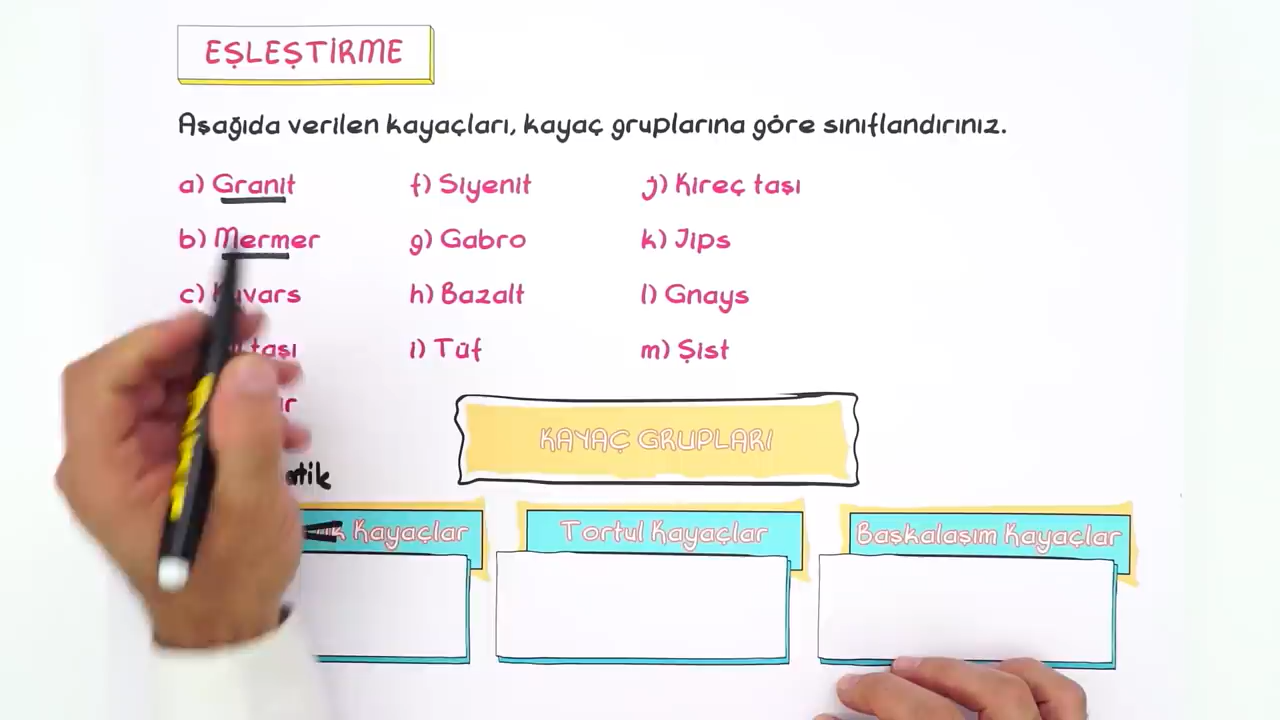 EŞLEŞTİRME
Aşağıda verilen kayaçları, kayaç gruplarına göre sınıflandırınız.
a) Granit
b) Mermer
c) Kuvars
taşı
f) Siyenit
g) Gabro
h) Bazalt
i) Tüf
j) Kireç taşı
k) Jips
l) Gnays
m) Şist
KAYAÇ GRUPLARI
Kayaçlar
Tortul Kayaçlar
Başkalaşım Kayaçlar